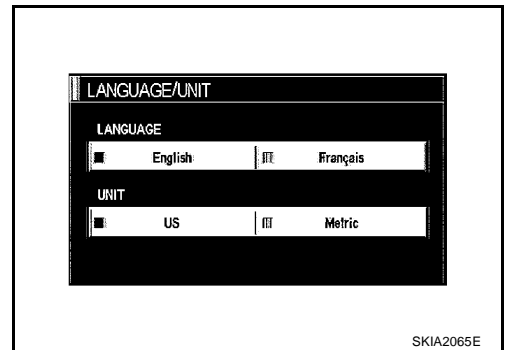 LANGUAGE/UNIT
LANGUAGE
English Français
UNIT
US Metric
SKIA2065E